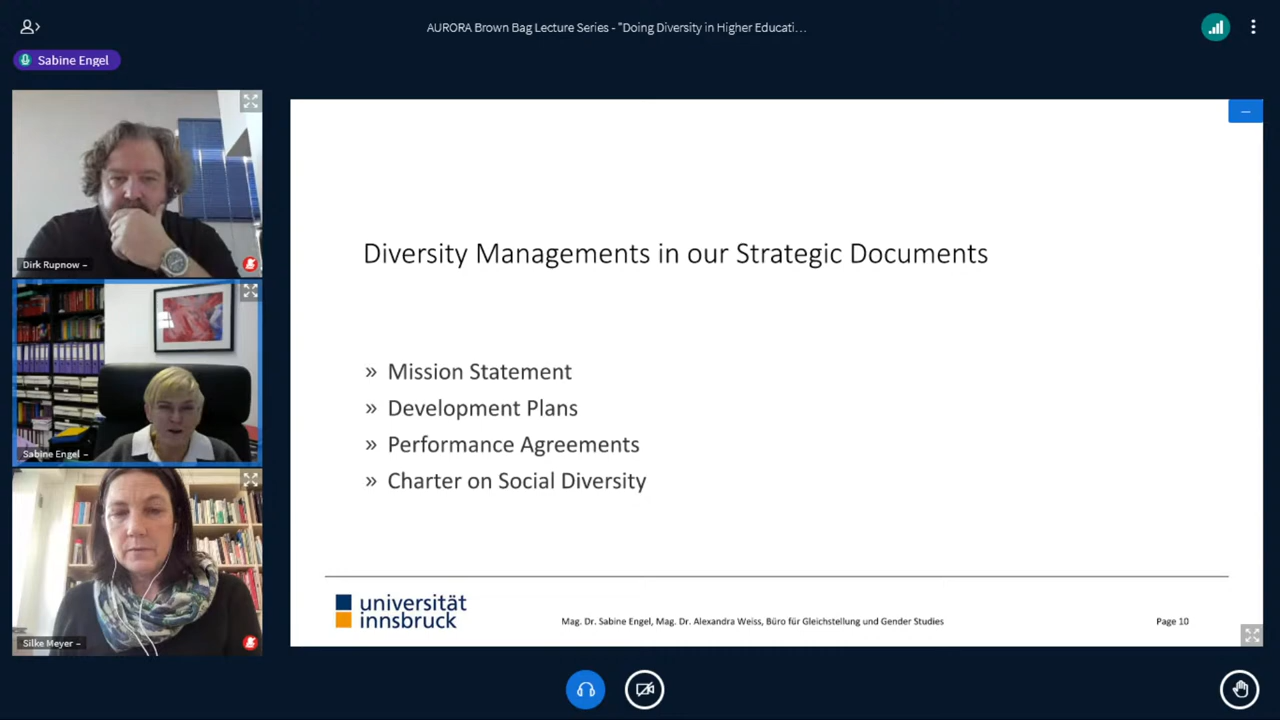 AURORA Brown Bag Lecture Series - "Doing Diversity in Higher Educati…
Sabine Engel
Dirk Rupnow –
Sabine Engel –
Silke Meyer –
Diversity Managements in our Strategic Documents
» Mission Statement
» Development Plans
» Performance Agreements
» Charter on Social Diversity
universität
innsbruck
Mag. Dr. Sabine Engel, Mag. Dr. Alexandra Weiss, Büro für Gleichstellung und Gender Studies
Page 10